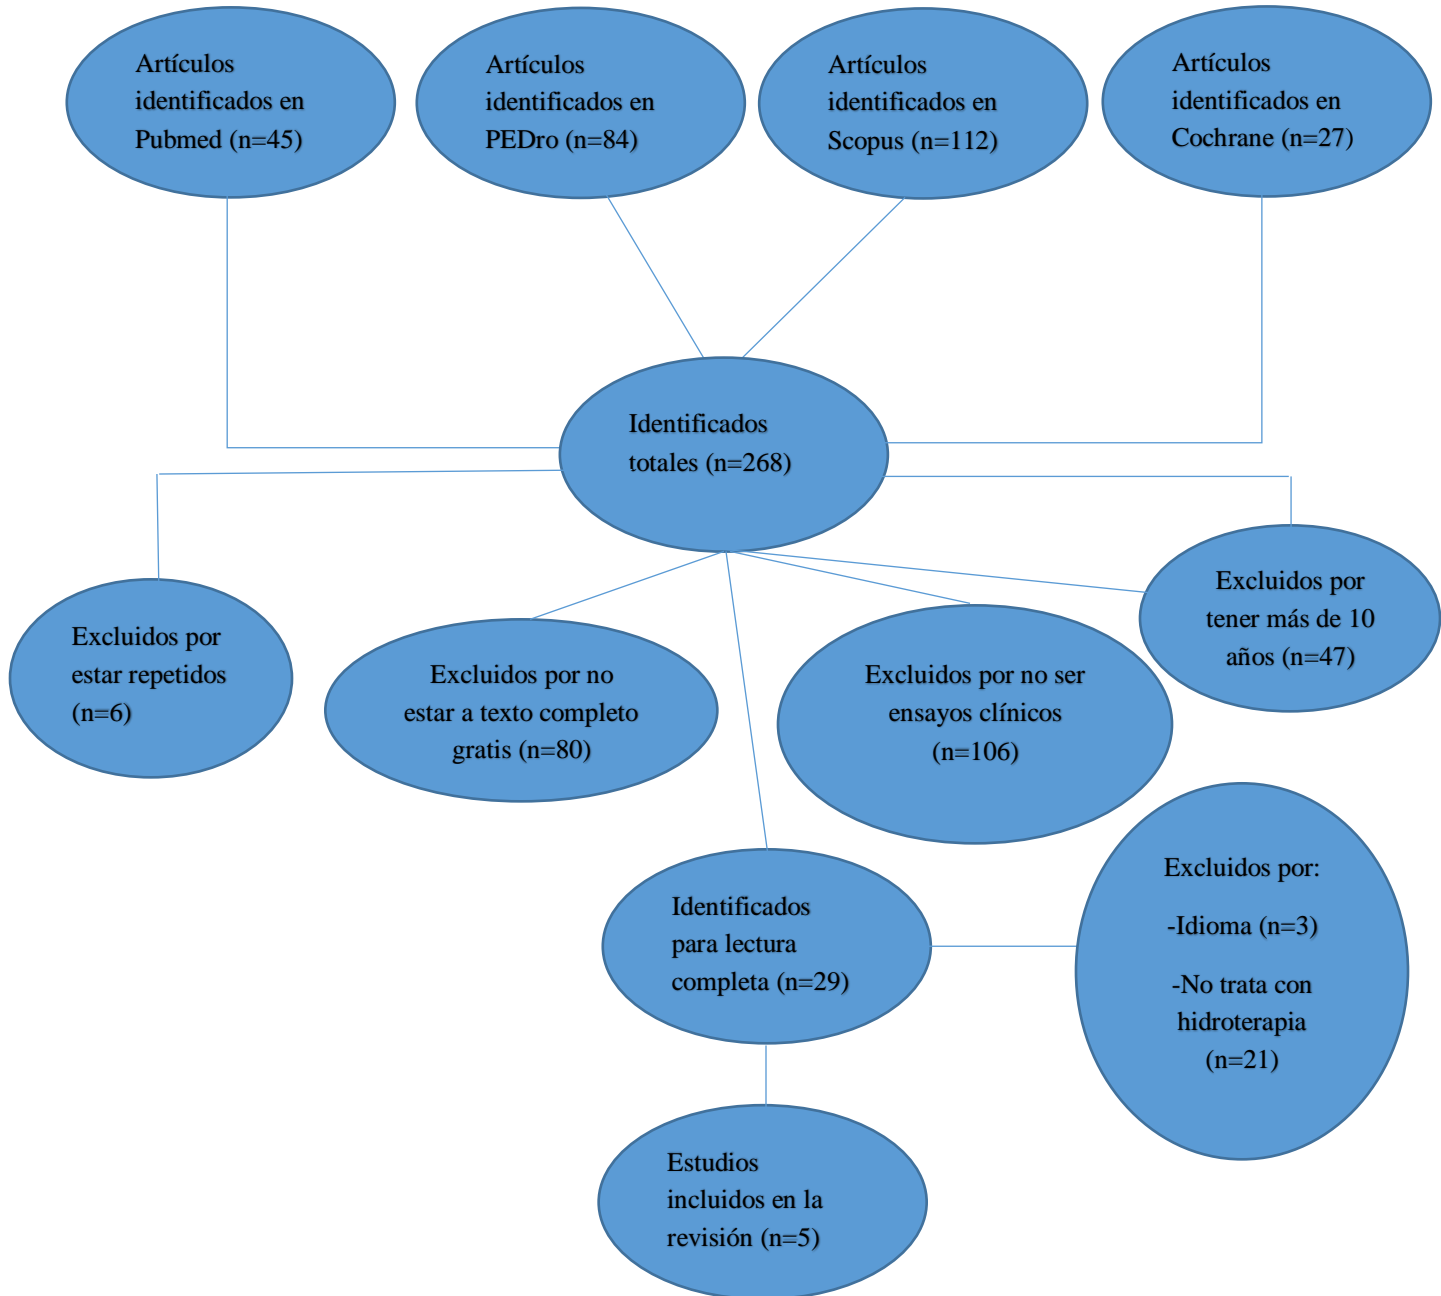 Artículos
identificados en
Pubmed (n=45)
Artículos
identificados en
PEDro (n=84)
Artículos
identificados en
Scopus (n=112)
Artículos
identificados en
Cochrane (n=27)
Identificados
totales (n=268)
Excluidos por
estar repetidos
(n=6)
Excluidos por no
estar a texto completo
gratis (n=80)
Excluidos por no ser
ensayos clínicos
(n=106)
Excluidos por
tener más de 10
años (n=47)
Identificados
para lectura
completa (n=29)
Excluidos por:
-Idioma (n=3)
-No trata con
hidroterapia
(n=21)
Estudios
incluidos en la
revisión (n=5)